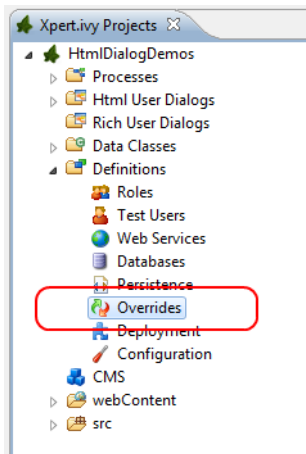 Xpert.ivy Projects
HtmlDialogDemos
Processes
Html User Dialogs
Rich User Dialogs
Data Classes
Definitions
Roles
Test Users
Web Services
Databases
Persistence
Overrides
Deployment
Configuration
CMS
webContent
src